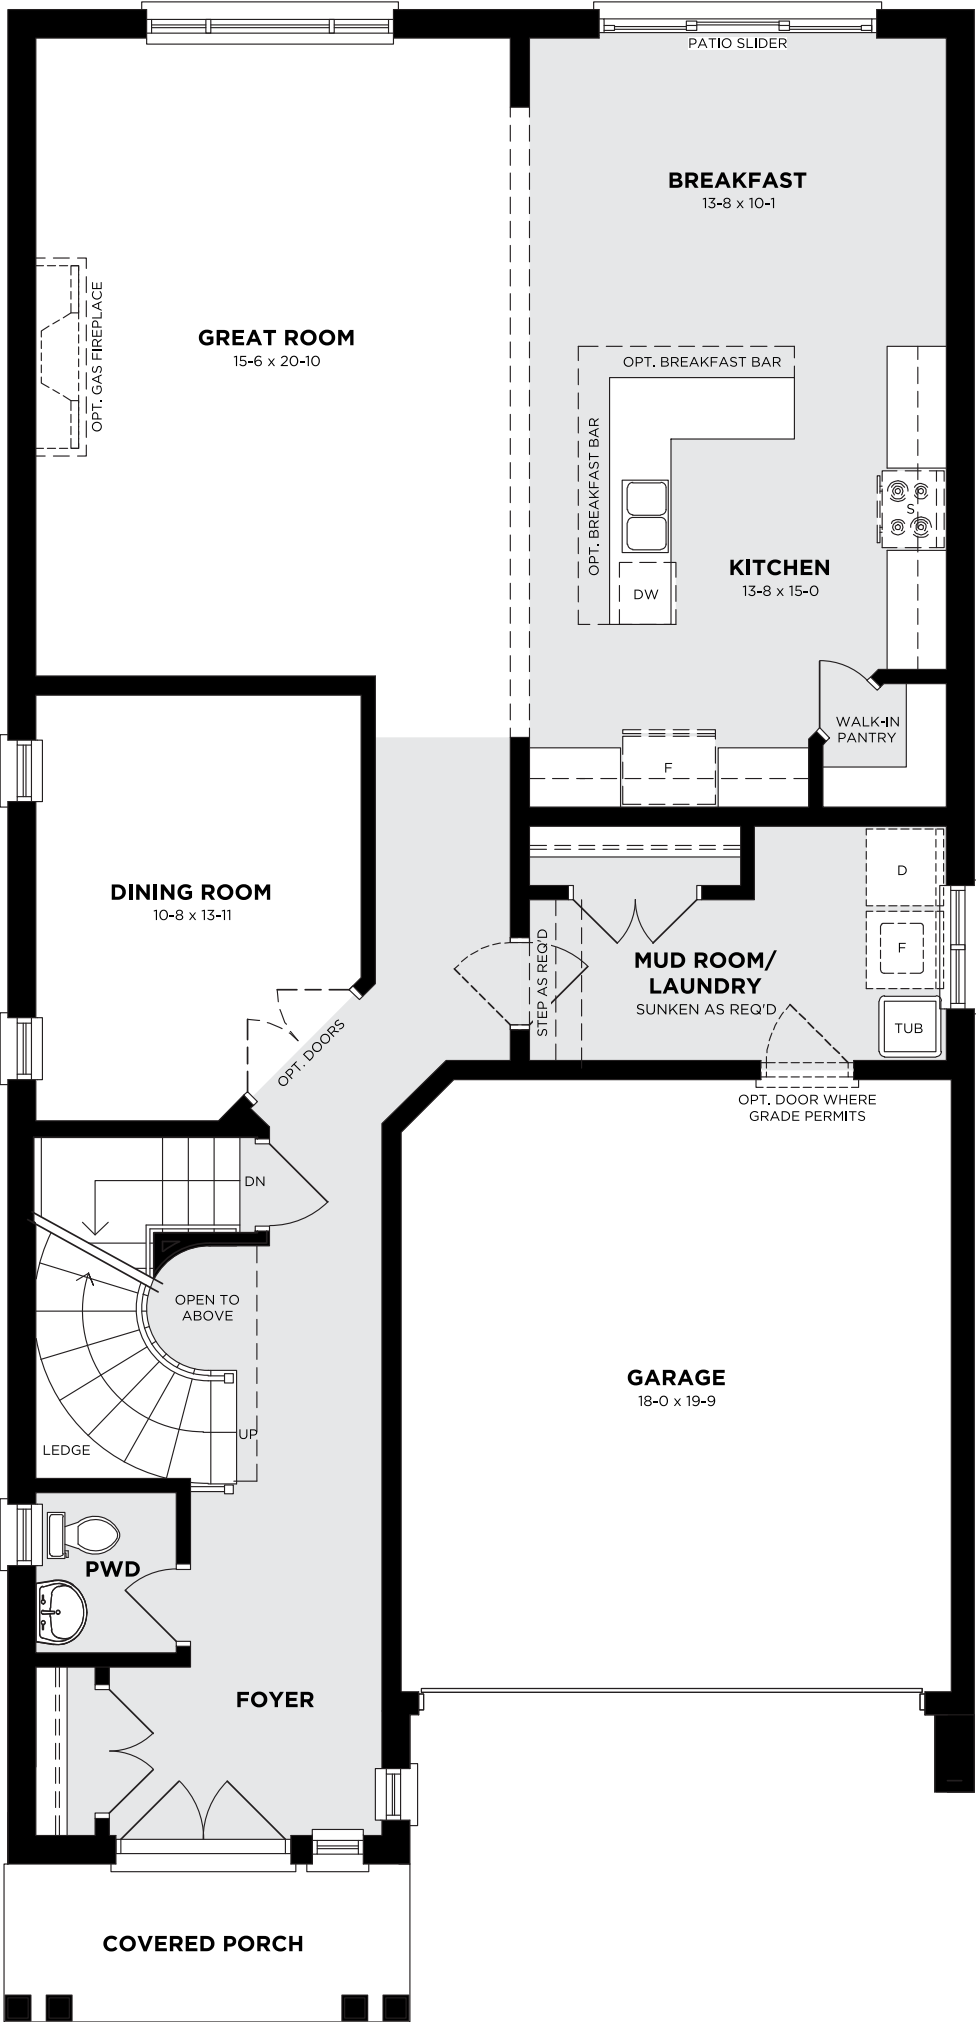 PATIO SLIDER
BREAKFAST
13-8 x 10-1
GREAT ROOM
15-6 x 20-10
OPT. GAS FIREPLACE
OPT. BREAKFAST BAR
OPT. BREAKFAST BAR
S
KITCHEN
13-8 x 15-0
DW
WALK-IN
PANTRY
F
DINING ROOM
10-8 x 13-11
D
F
TUB
MUD ROOM/
LAUNDRY
SUNKEN AS REQ'D
STEP AS REQ'D
OPT. DOORS
OPT. DOOR WHERE
GRADE PERMITS
DN
OPEN TO
ABOVE
UP
LEDGE
GARAGE
18-0 x 19-9
PWD
FOYER
COVERED PORCH